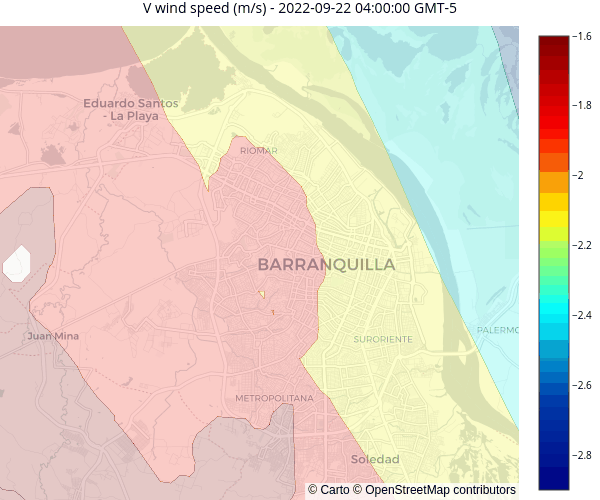 V wind speed (m/s) - 2022-09-22 04:00:00 GMT-5
Eduardo Santos
- La Playa
RIOMAR
BARRANQUILLA
Juan Mina
SURORIENTE
PALERMO
METROPOLITANA
Soledad
−1.6
−1.8
−2
−2.2
−2.4
−2.6
−2.8
© Carto © OpenStreetMap contributors